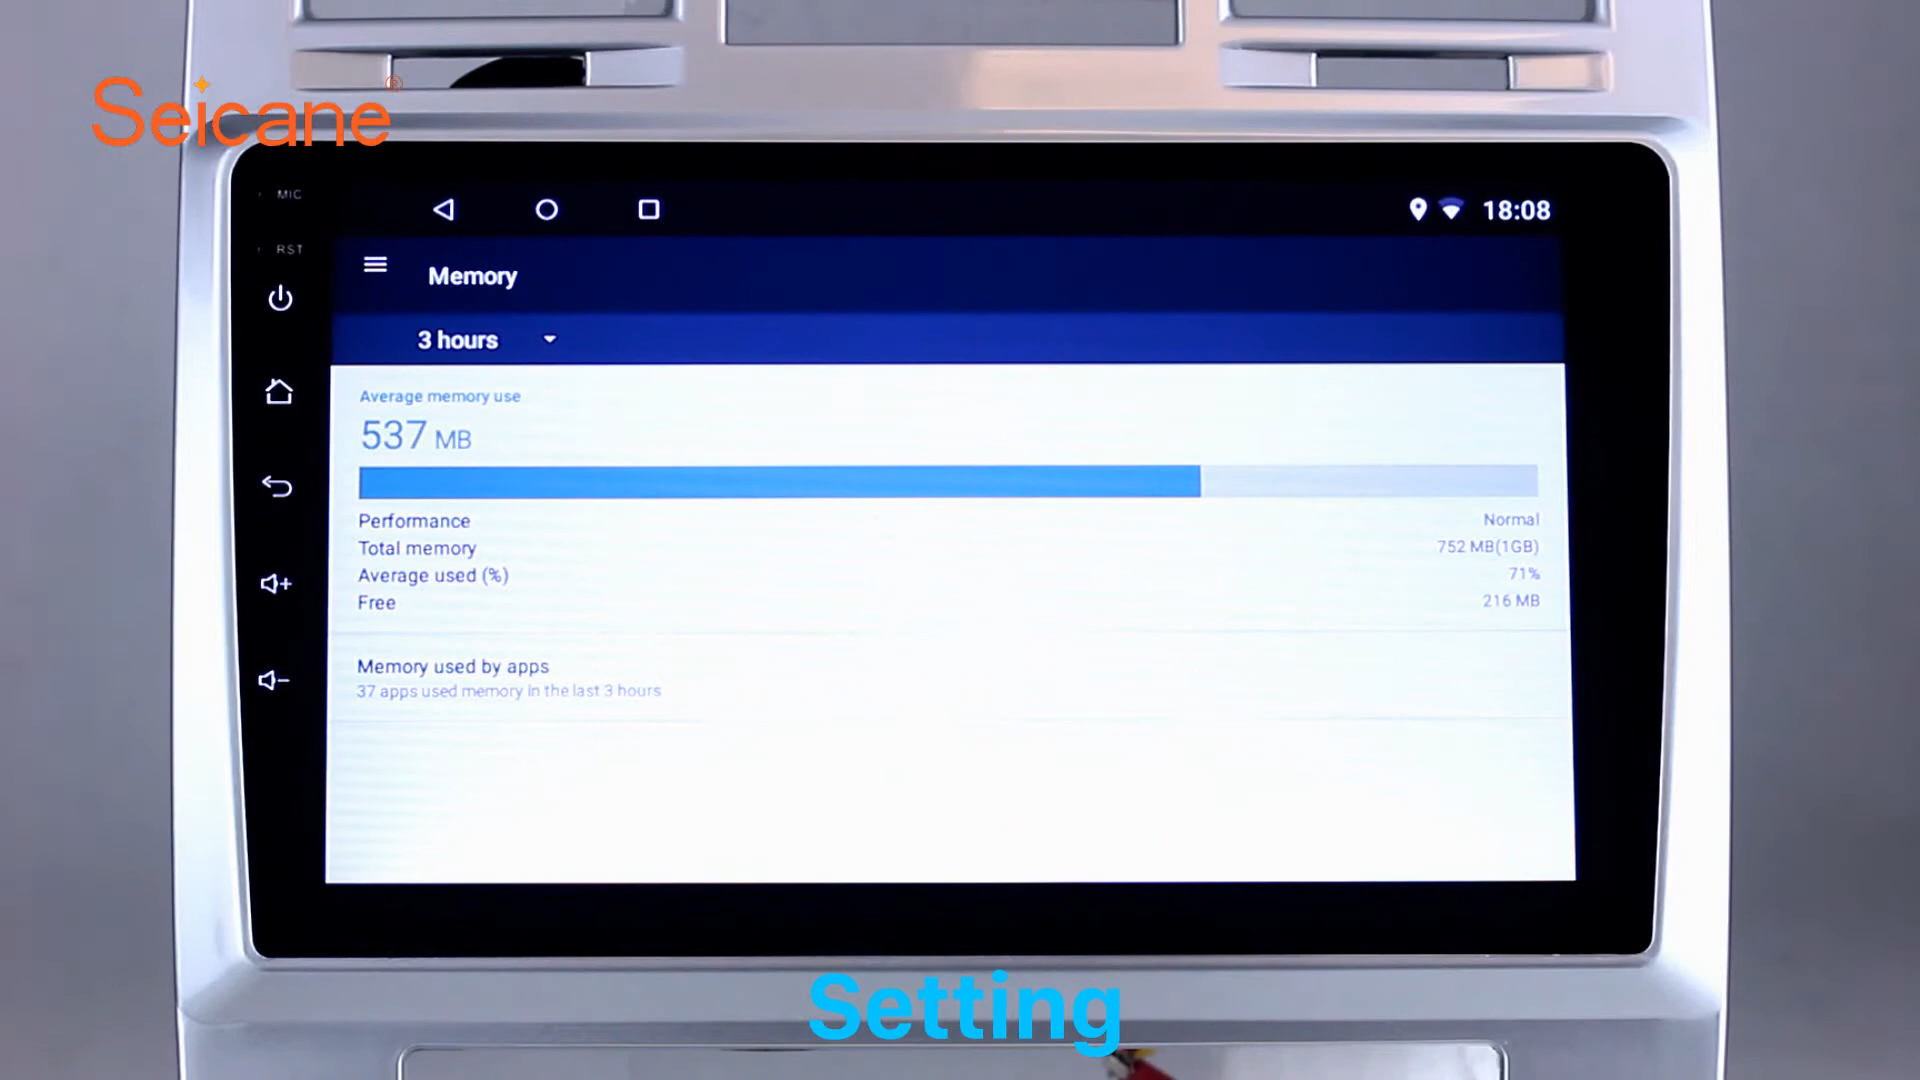 Seicane®
MIC
RST
18:08
Memory
3 hours
Average memory use
537 MB
Performance Normal
Total memory 752 MB(1GB)
Average used (%) 71%
Free 216 MB
Memory used by apps
37 apps used memory in the last 3 hours
Setting